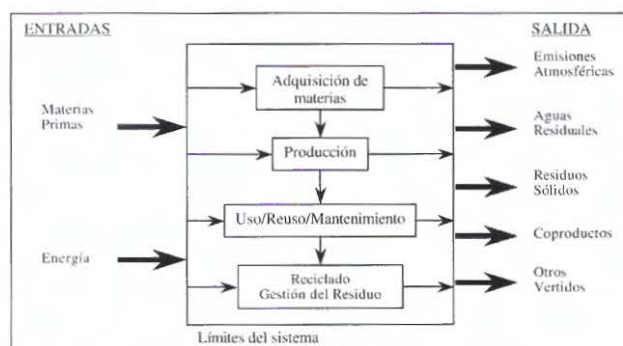 ENTRADAS
SALIDA
Adquisición de
materias
Producción
Uso/Reuso/Mantenimiento
Reciclado
Gestión del Residuo
Materias
Primas
Energía
Emisiones
Atmosféricas
Aguas
Residuales
Residuos
Sólidos
Coproductos
Otros
Vertidos
Límites del sistema